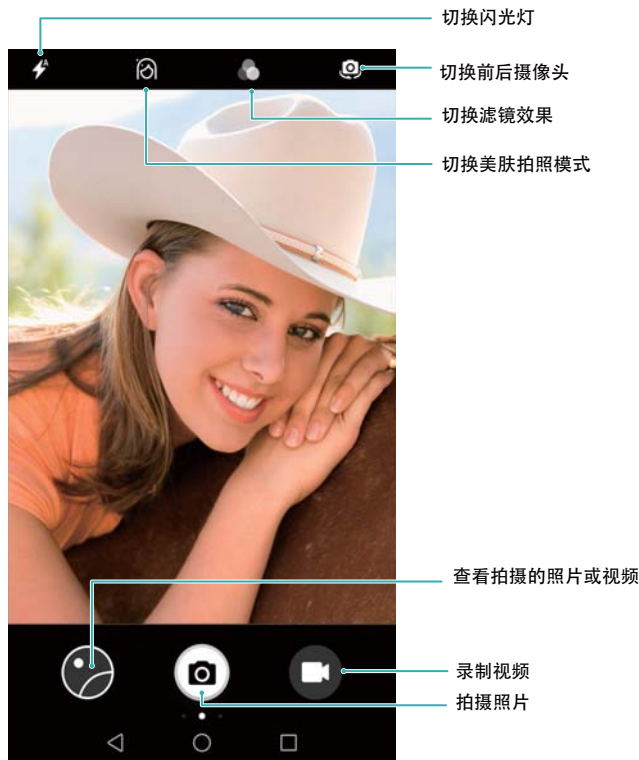 切换闪光灯
切换前后摄像头
切换滤镜效果
切换美肤拍照模式
查看拍摄的照片或视频
录制视频
拍摄照片